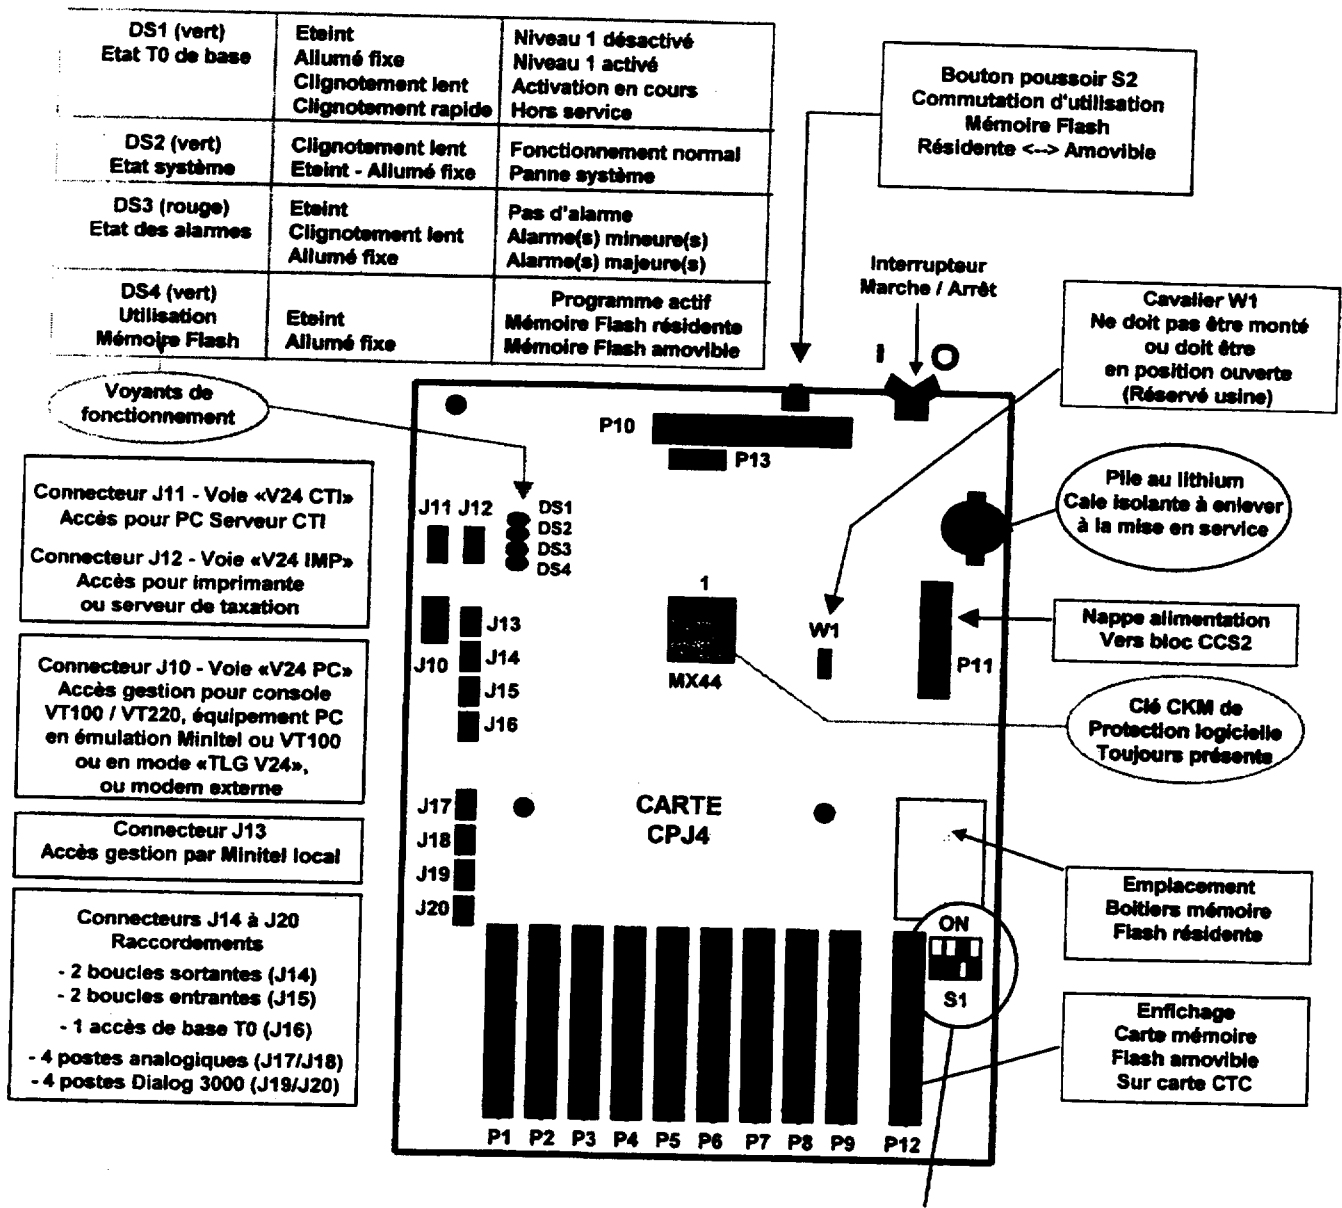 DS1 (vert)
Etat T0 de base
Eteint
Allumé fixe
Clignotement lent
Clignotement rapide
Niveau 1 désactivé
Niveau 1 activé
Activation en cours
Hors service
DS2 (vert)
Etat système
Clignotement lent
Eteint - Allumé fixe
Fonctionnement normal
Panne système
DS3 (rouge)
Etat des alarmes
Eteint
Clignotement lent
Allumé fixe
Pas d'alarme
Alarme(s) mineure(s)
Alarme(s) majeure(s)
DS4 (vert)
Utilisation
Mémoire Flash
Eteint
Allumé fixe
Programme actif
Mémoire Flash résidente
Mémoire Flash amovible
Voyants de
fonctionnement
Bouton poussoir S2
Commutation d'utilisation
Mémoire Flash
Résidente <--> Amovible
Interrupteur
Marche / Arrêt
I O
Cavalier W1
Ne doit pas être monté
ou doit être
en position ouverte
(Réservé usine)
Pile au lithium
Cale isolante à enlever
à la mise en service
Nappe alimentation
Vers bloc CCS2
Clé CKM de
Protection logicielle
Toujours présente
Emplacement
Boitiers mémoire
Flash résidente
Enfichage
Carte mémoire
Flash amovible
Sur carte CTC
Connecteur J11 - Voie «V24 CTI»
Accès pour PC Serveur CTI
Connecteur J12 - Voie «V24 IMP»
Accès pour imprimante
ou serveur de taxation
Connecteur J10 - Voie «V24 PC»
Accès gestion pour console
VT100 / VT220, équipement PC
en émulation Minitel ou VT100
ou en mode «TLG V24»,
ou modem externe
Connecteur J13
Accès gestion par Minitel local
Connecteurs J14 à J20
Raccordements
- 2 boucles sortantes (J14)
- 2 boucles entrantes (J15)
- 1 accès de base T0 (J16)
- 4 postes analogiques (J17/J18)
- 4 postes Dialog 3000 (J19/J20)
P10
P13
J11 J12
DS1
DS2
DS3
DS4
1
MX44
W1
P11
J10
J13
J14
J15
J16
J17
J18
J19
J20
CARTE
CPJ4
ON
S1
P1 P2 P3 P4 P5 P6 P7 P8 P9 P12